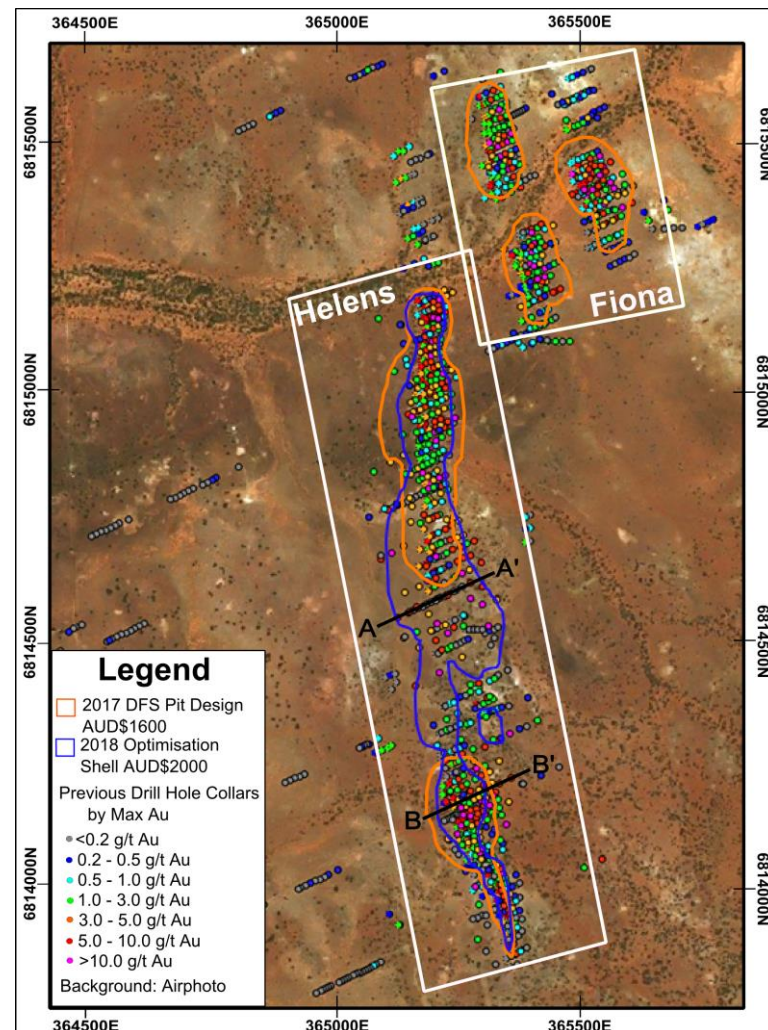 364500E 365000E 365500E
6815500N 6815500N
Helens
Fiona
6815000N 6815000N
A'
A
6814500N 6814500N
Legend
2017 DFS Pit Design
AUD$1600
2018 Optimisation
Shell AUD$2000
Previous Drill Hole Collars
by Max Au
<0.2 g/t Au
0.2 - 0.5 g/t Au
0.5 - 1.0 g/t Au
1.0 - 3.0 g/t Au
3.0 - 5.0 g/t Au
5.0 - 10.0 g/t Au
>10.0 g/t Au
Background: Airphoto
B'
B
6814000N 6814000N
364500E 365000E 365500E